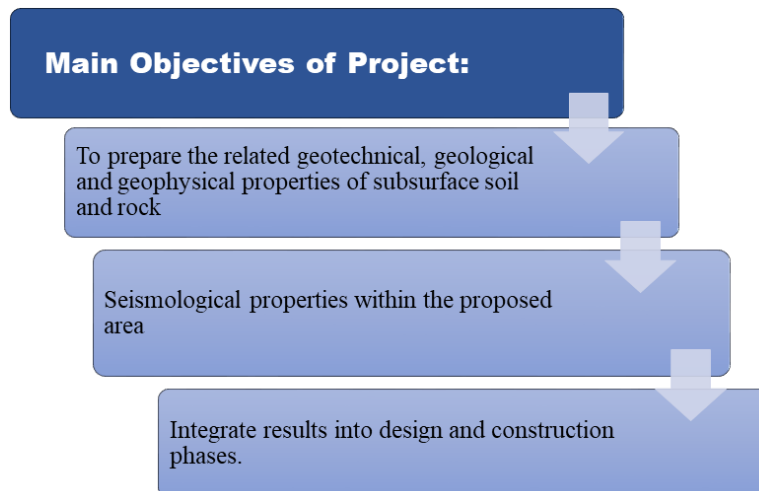 Main Objectives of Project:
To prepare the related geotechnical, geological
and geophysical properties of subsurface soil
and rock
Seismological properties within the proposed
area
Integrate results into design and construction
phases.